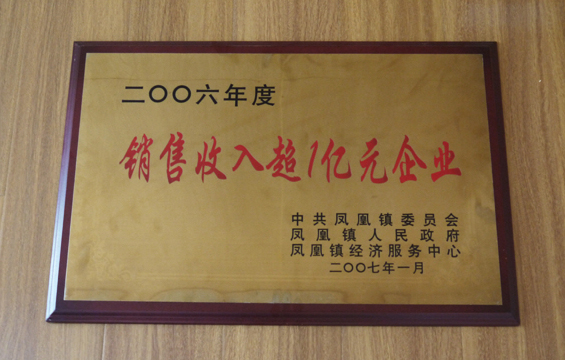 二〇〇六年度
销售收入超1亿元企业
中共凤凰镇委员会
凤凰镇人民政府
凤凰镇经济服务中心
二〇〇七年一月